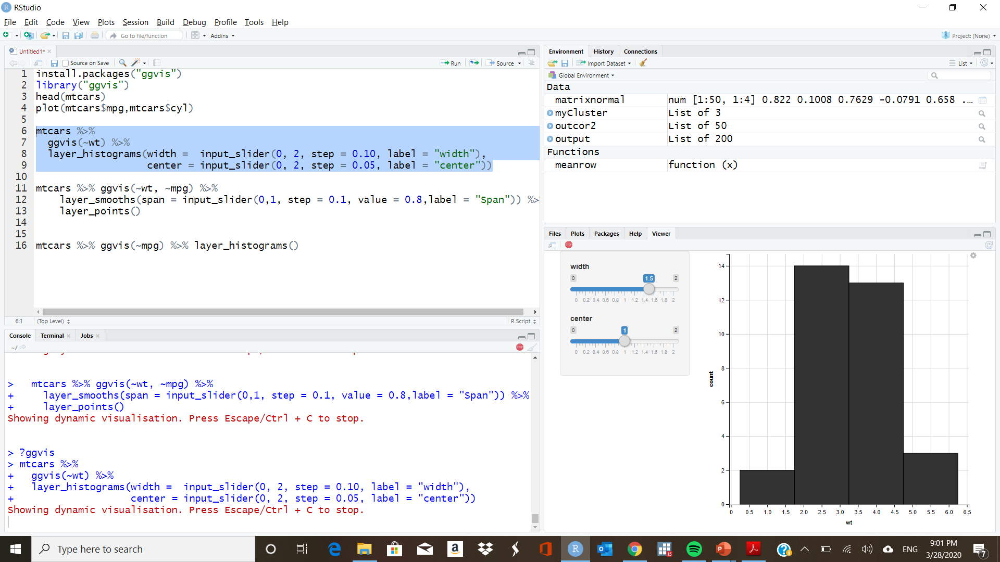 RStudio
File Edit Code View Plots Session Build Debug Profile Tools Help
Go to file/function Addins Project: (None)
Untitled1*
Source on Save Run Source
1 install.packages("ggvis")
2 library("ggvis")
3 head(mtcars)
4 plot(mtcars$mpg,mtcars$cyl)
5
6 mtcars %>%
7 ggvis(~wt) %>%
8 layer_histograms(width =  input_slider(0, 2, step = 0.10, label = "width"),
9 center = input_slider(0, 2, step = 0.05, label = "center"))
10
11 mtcars %>% ggvis(~wt, ~mpg) %>%
12 layer_smooths(span = input_slider(0,1, step = 0.1, value = 0.8,label = "Span")) %>
13 layer_points()
14
15
16 mtcars %>% ggvis(~mpg) %>% layer_histograms()
6:1 (Top Level) R Script
Console Terminal Jobs
~/
> mtcars %>% ggvis(~wt, ~mpg) %>%
+ layer_smooths(span = input_slider(0,1, step = 0.1, value = 0.8,label = "Span")) %>%
+ layer_points()
Showing dynamic visualisation. Press Escape/Ctrl + C to stop.
> ?ggvis
> mtcars %>%
+ ggvis(~wt) %>%
+ layer_histograms(width =  input_slider(0, 2, step = 0.10, label = "width"),
+ center = input_slider(0, 2, step = 0.05, label = "center"))
Showing dynamic visualisation. Press Escape/Ctrl + C to stop.
Environment History Connections
Import Dataset List
Global Environment
Data
matrixnormal num [1:50, 1:4] 0.822 0.1008 0.7629 -0.0791 0.658 ...
myCluster List of 3
outcor2 List of 50
output List of 200
Functions
meanrow function (x)
Files Plots Packages Help Viewer
width
0 1.5 2
0 0.2 0.4 0.6 0.8 1 1.2 1.4 1.6 1.8 2
center
0 1 2
0 0.2 0.4 0.6 0.8 1 1.2 1.4 1.6 1.8 2
14
12
10
8
6
4
2
0
count
0 0.5 1.0 1.5 2.0 2.5 3.0 3.5 4.0 4.5 5.0 5.5 6.0 6.5
wt
Type here to search
ENG
9:01 PM
3/28/2020
15
7